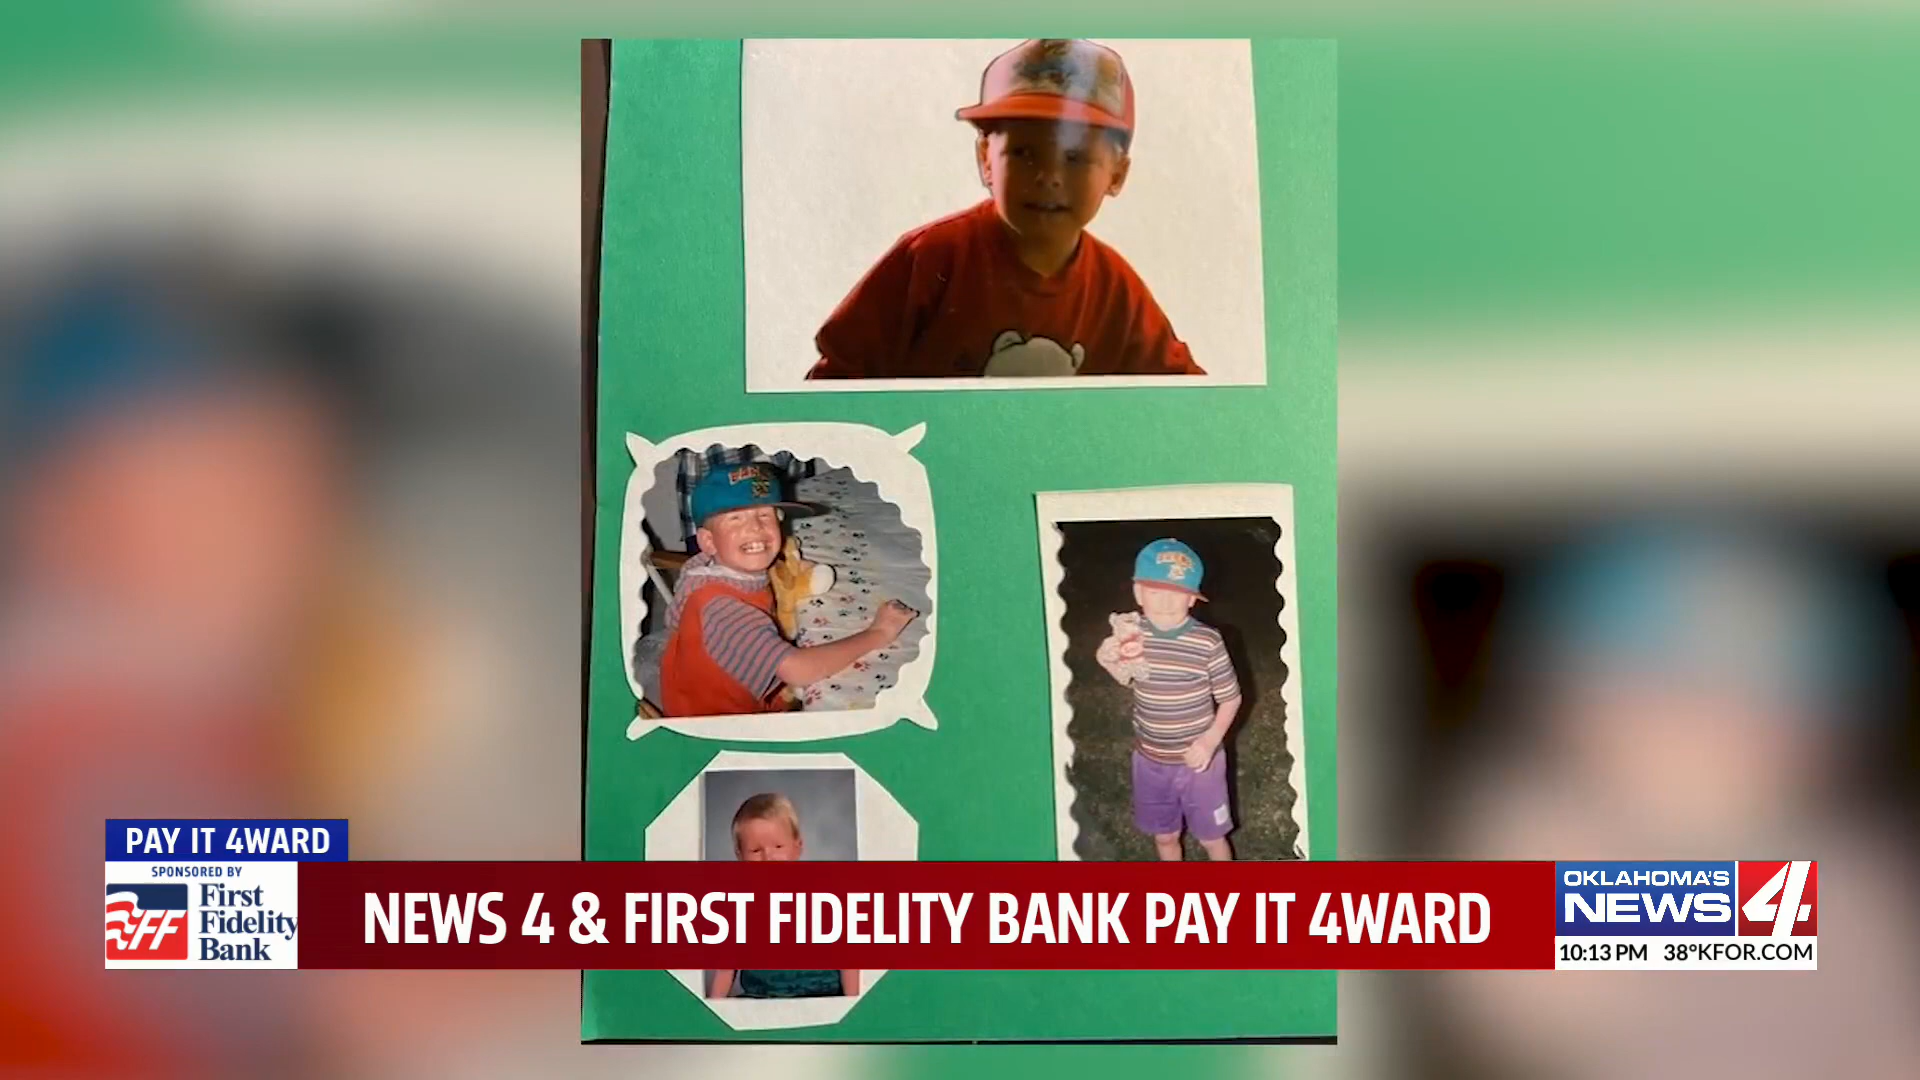 PAY IT 4WARD
SPONSORED BY
FF
First
Fidelity
Bank
NEWS 4 & FIRST FIDELITY BANK PAY IT 4WARD
OKLAHOMA'S
NEWS 4
10:13 PM 38° KFOR.COM